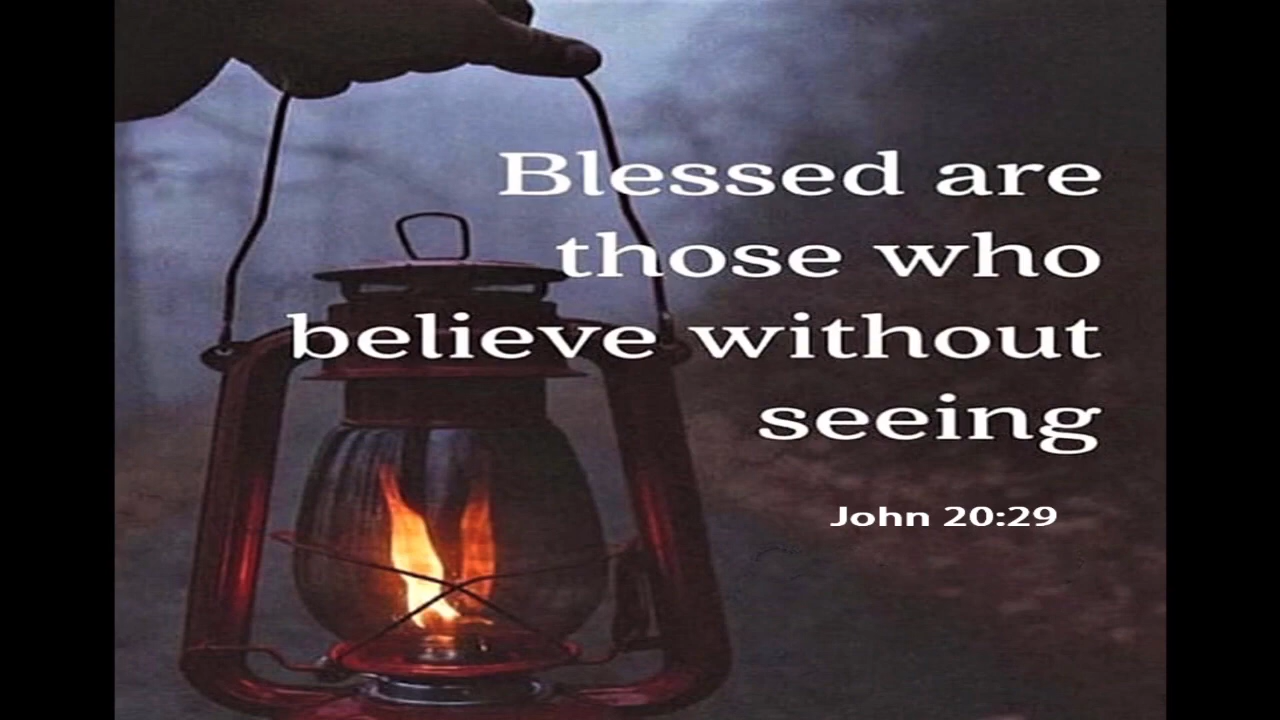 Blessed are
those who
believe without
seeing
John 20:29